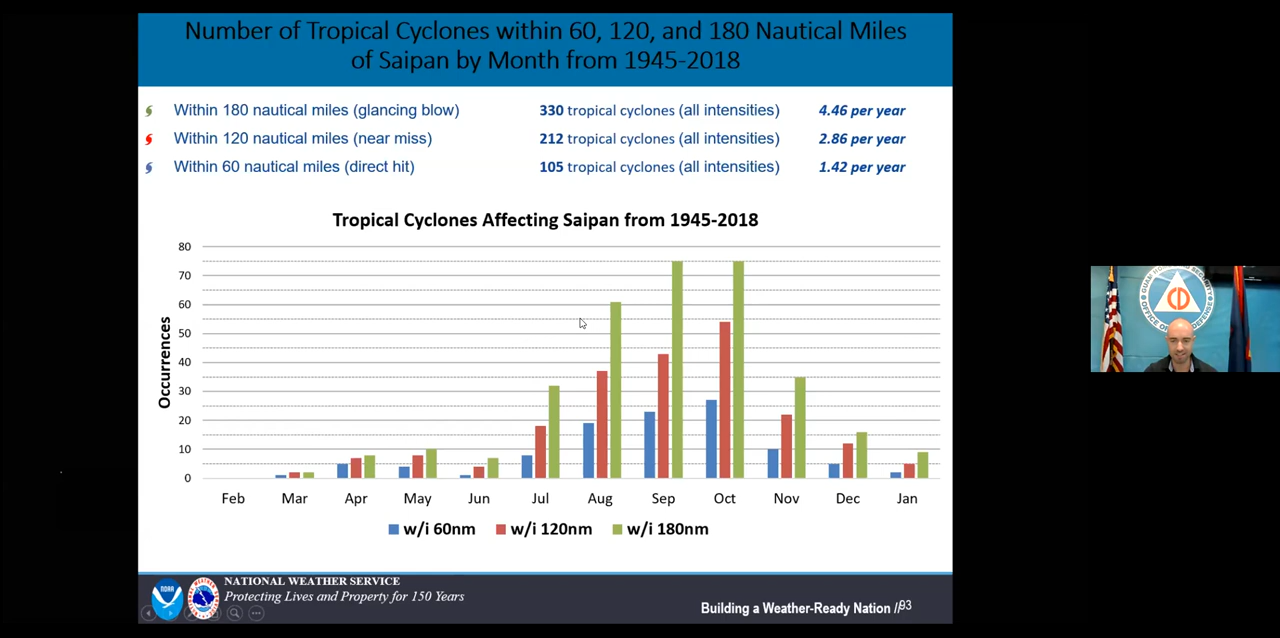 Number of Tropical Cyclones within 60, 120, and 180 Nautical Miles
of Saipan by Month from 1945-2018
Within 180 nautical miles (glancing blow) 330 tropical cyclones (all intensities) 4.46 per year
Within 120 nautical miles (near miss) 212 tropical cyclones (all intensities) 2.86 per year
Within 60 nautical miles (direct hit) 105 tropical cyclones (all intensities) 1.42 per year
Tropical Cyclones Affecting Saipan from 1945-2018
Occurrences
80
70
60
50
40
30
20
10
0
Feb Mar Apr May Jun Jul Aug Sep Oct Nov Dec Jan
w/i 60nm w/i 120nm w/i 180nm
NOAA
NATIONAL WEATHER SERVICE
Protecting Lives and Property for 150 Years
Building a Weather-Ready Nation // 93
CD